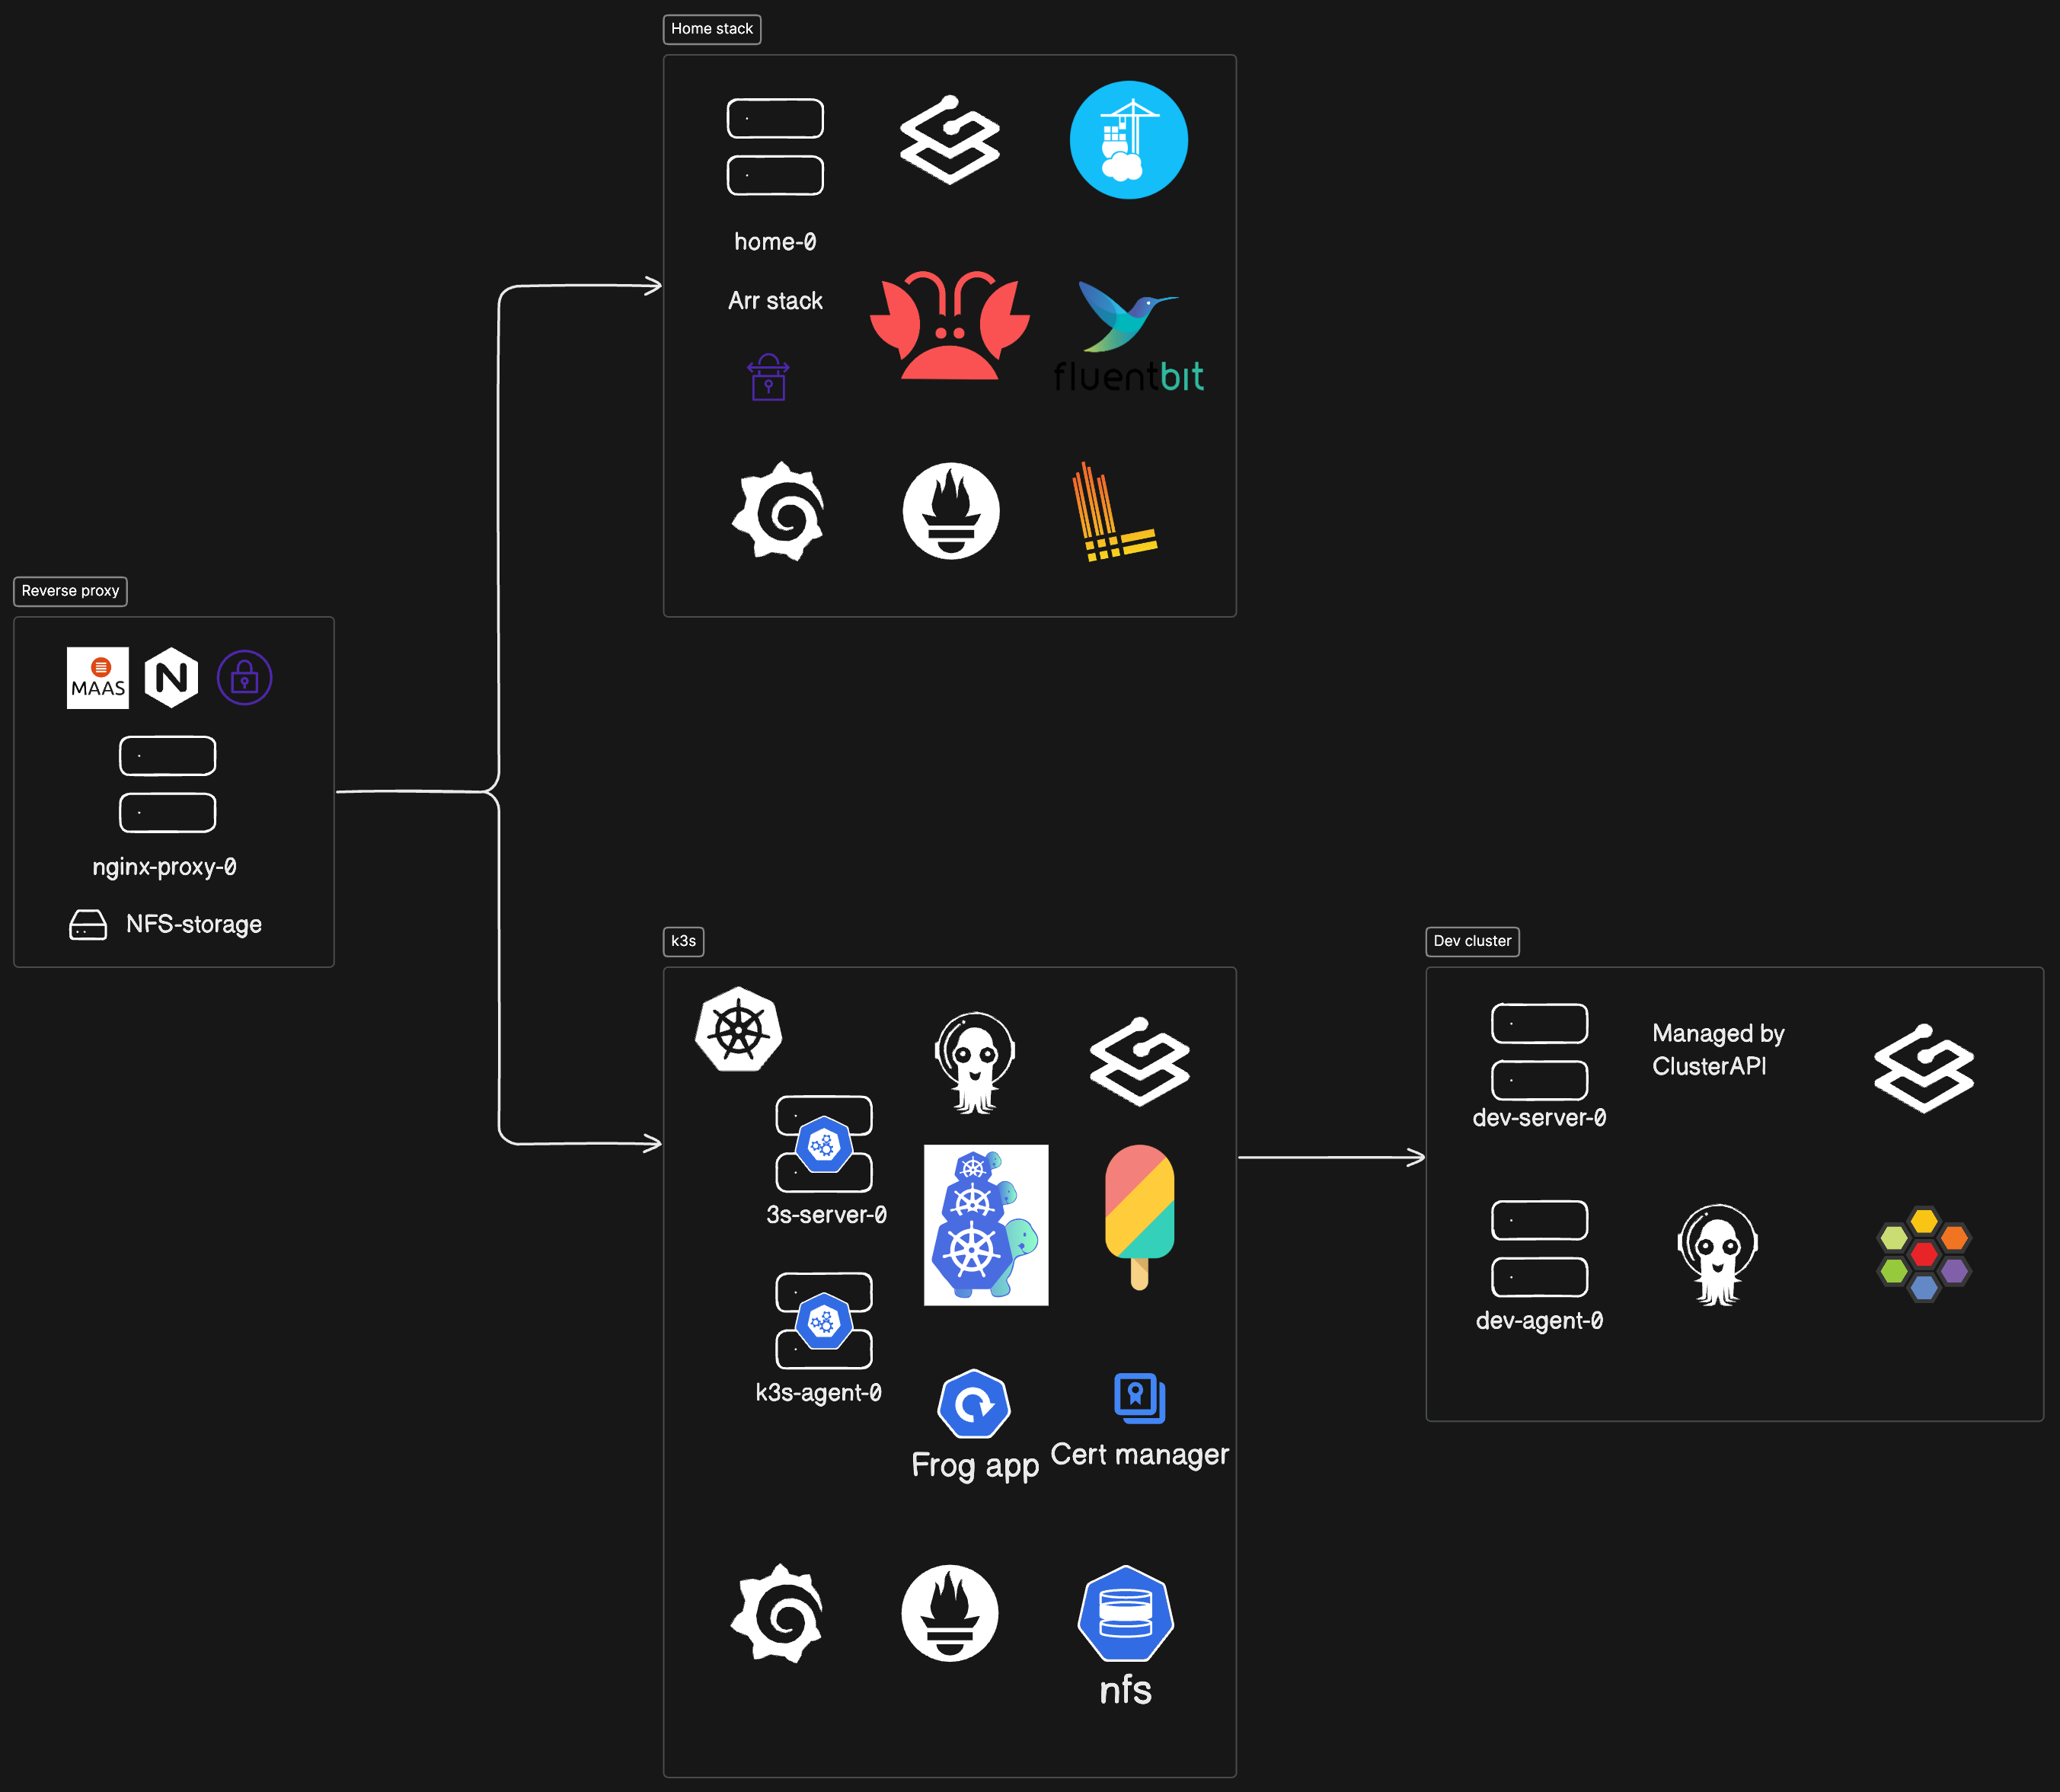 Home stack
home-0
Arr stack
fluentbit
Reverse proxy
MAAS
N
nginx-proxy-0
NFS-storage
k3s
3s-server-0
k3s-agent-0
Frog app
Cert manager
nfs
Dev cluster
Managed by
ClusterAPI
dev-server-0
dev-agent-0